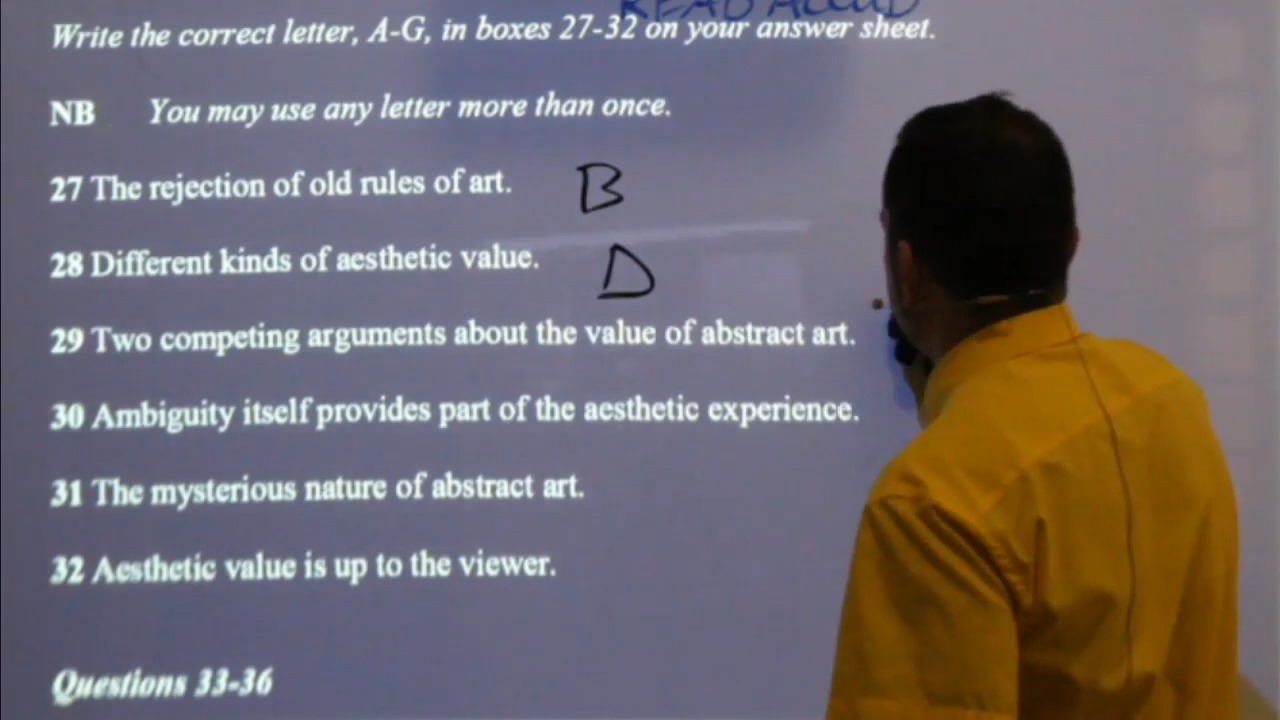 READ ALOUD
Write the correct letter, A-G, in boxes 27-32 on your answer sheet.
NB You may use any letter more than once.
27 The rejection of old rules of art. B
28 Different kinds of aesthetic value. D
29 Two competing arguments about the value of abstract art.
30 Ambiguity itself provides part of the aesthetic experience.
31 The mysterious nature of abstract art.
32 Aesthetic value is up to the viewer.
Questions 33-36